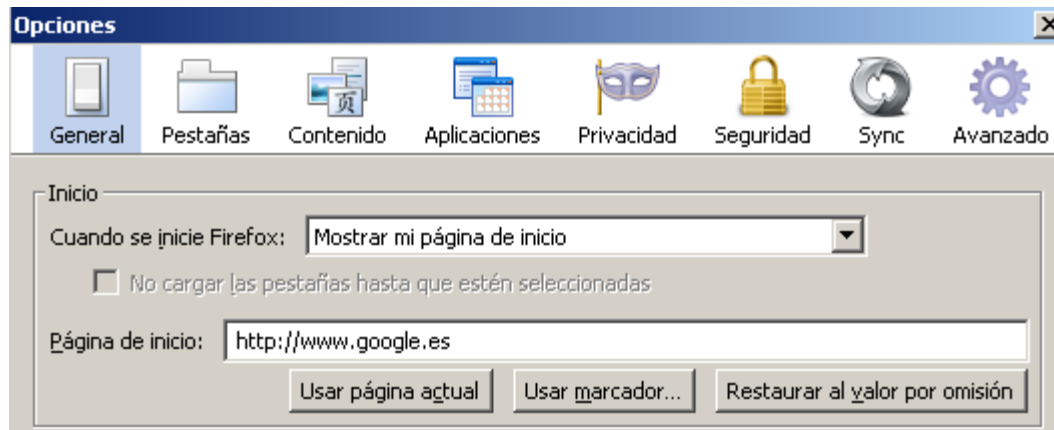 Opciones
General Pestañas Contenido Aplicaciones Privacidad Seguridad Sync Avanzado
Inicio
Cuando se inicie Firefox: Mostrar mi página de inicio
No cargar las pestañas hasta que estén seleccionadas
Página de inicio: http://www.google.es
Usar página actual Usar marcador... Restaurar al valor por omisión